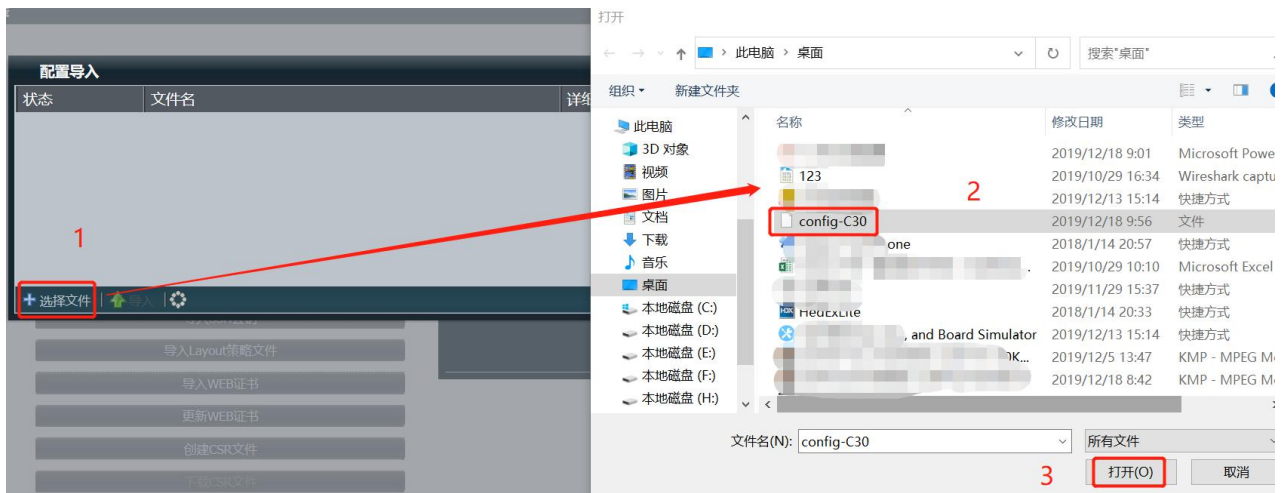 配置导入
状态 文件名 详细
1
选择文件 导入
导入Layout策略文件
导入WEB证书
更新WEB证书
创建CSR文件
下载CSR文件
打开
此电脑 › 桌面
搜索"桌面"
组织 新建文件夹
此电脑
3D 对象
视频
图片
文档
下载
音乐
桌面
本地磁盘 (C:)
本地磁盘 (D:)
本地磁盘 (E:)
本地磁盘 (F:)
本地磁盘 (H:)
名称 修改日期 类型
2019/12/18 9:01 Microsoft Powe
123 2019/10/29 16:34 Wireshark captu
2
2019/12/13 15:14 快捷方式
config-C30 2019/12/18 9:56 文件
one 2018/1/14 20:57 快捷方式
2019/10/29 10:10 Microsoft Excel
2019/11/29 15:37 快捷方式
HedExLite 2018/1/14 20:33 快捷方式
, and Board Simulator 2019/12/13 15:14 快捷方式
0K... 2019/12/5 13:47 KMP - MPEG M
2019/12/18 8:42 KMP - MPEG M
文件名(N): config-C30 所有文件
3 打开(O) 取消